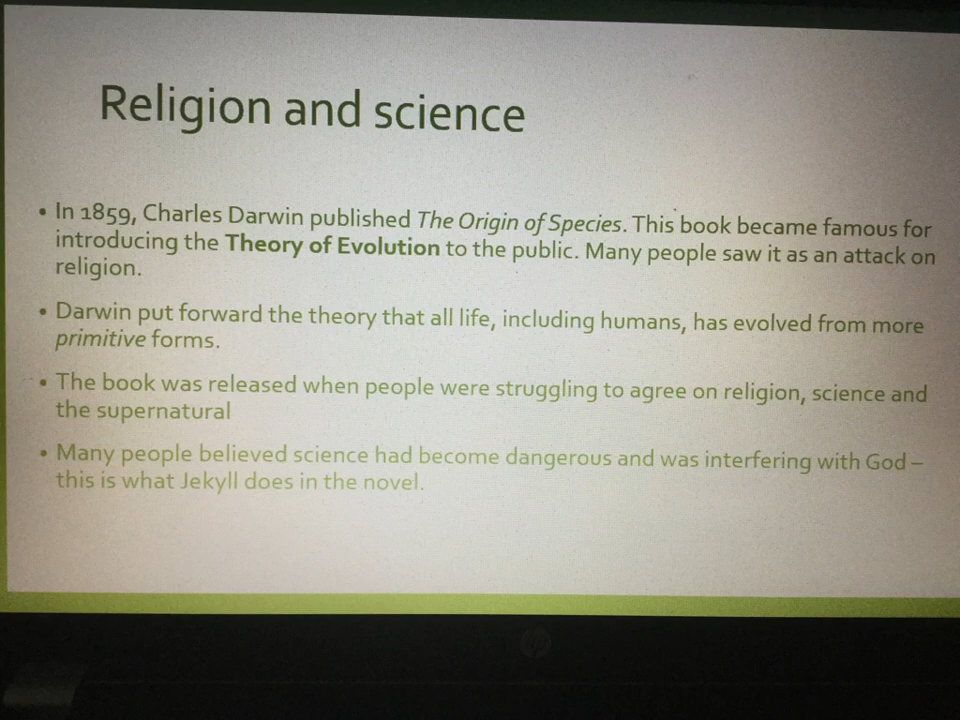 Religion and science
• In 1859, Charles Darwin published The Origin of Species. This book became famous for
introducing the Theory of Evolution to the public. Many people saw it as an attack on
religion.
• Darwin put forward the theory that all life, including humans, has evolved from more
primitive forms.
• The book was released when people were struggling to agree on religion, science and
the supernatural
• Many people believed science had become dangerous and was interfering with God –
this is what Jekyll does in the novel.